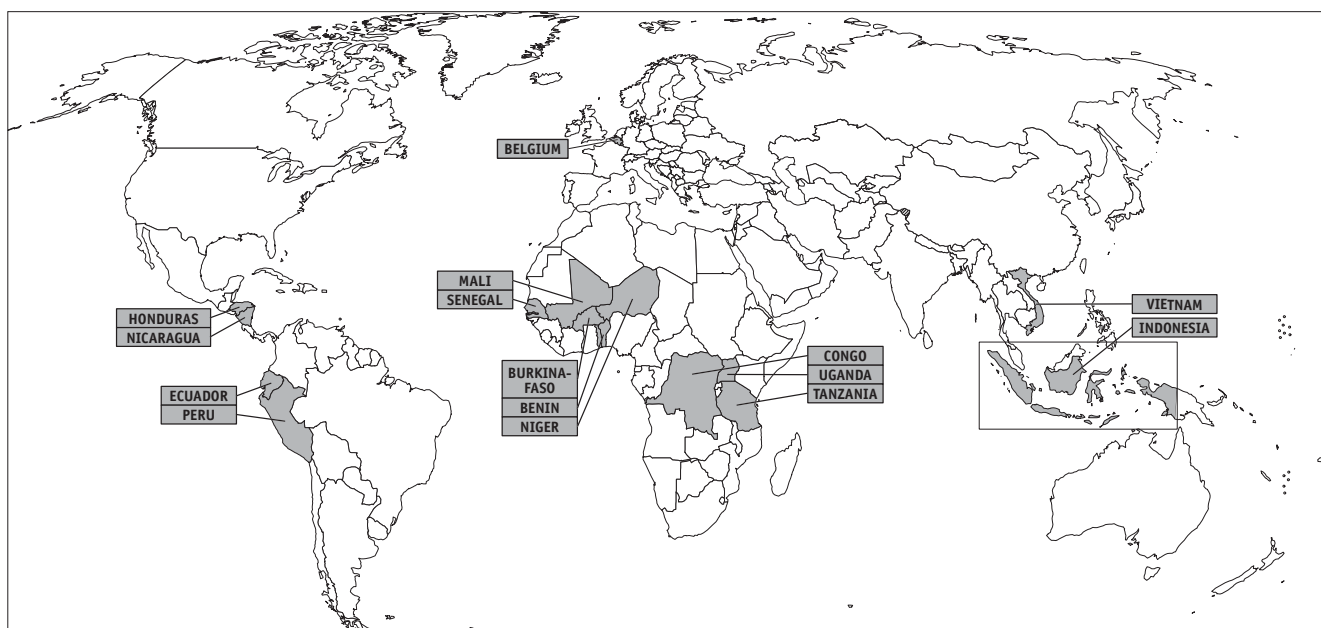 BELGIUM
MALI
SENEGAL
HONDURAS
NICARAGUA
VIETNAM
INDONESIA
BURKINA-
FASO
BENIN
NIGER
CONGO
UGANDA
TANZANIA
ECUADOR
PERU